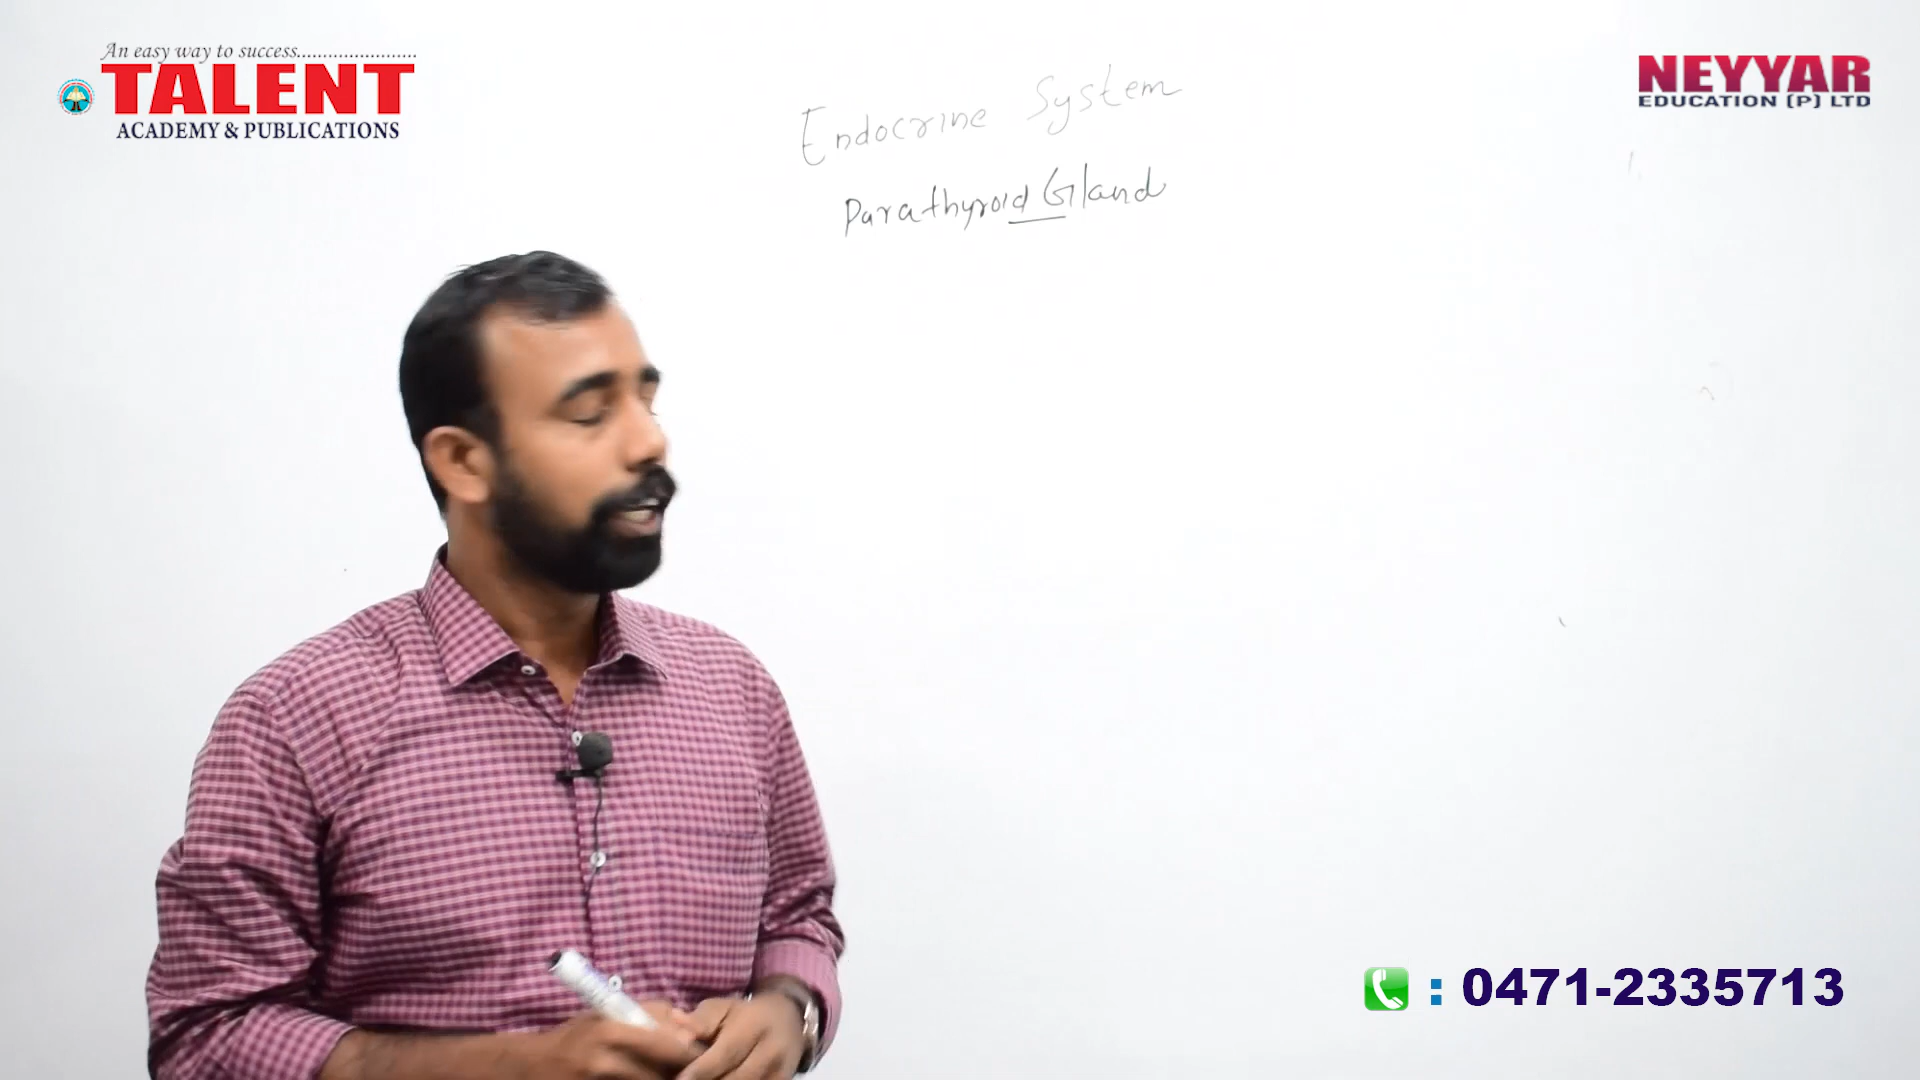 An easy way to success.......................
TALENT
ACADEMY & PUBLICATIONS
NEYYAR
EDUCATION (P) LTD
Endocrine System
Parathyroid Gland
: 0471-2335713